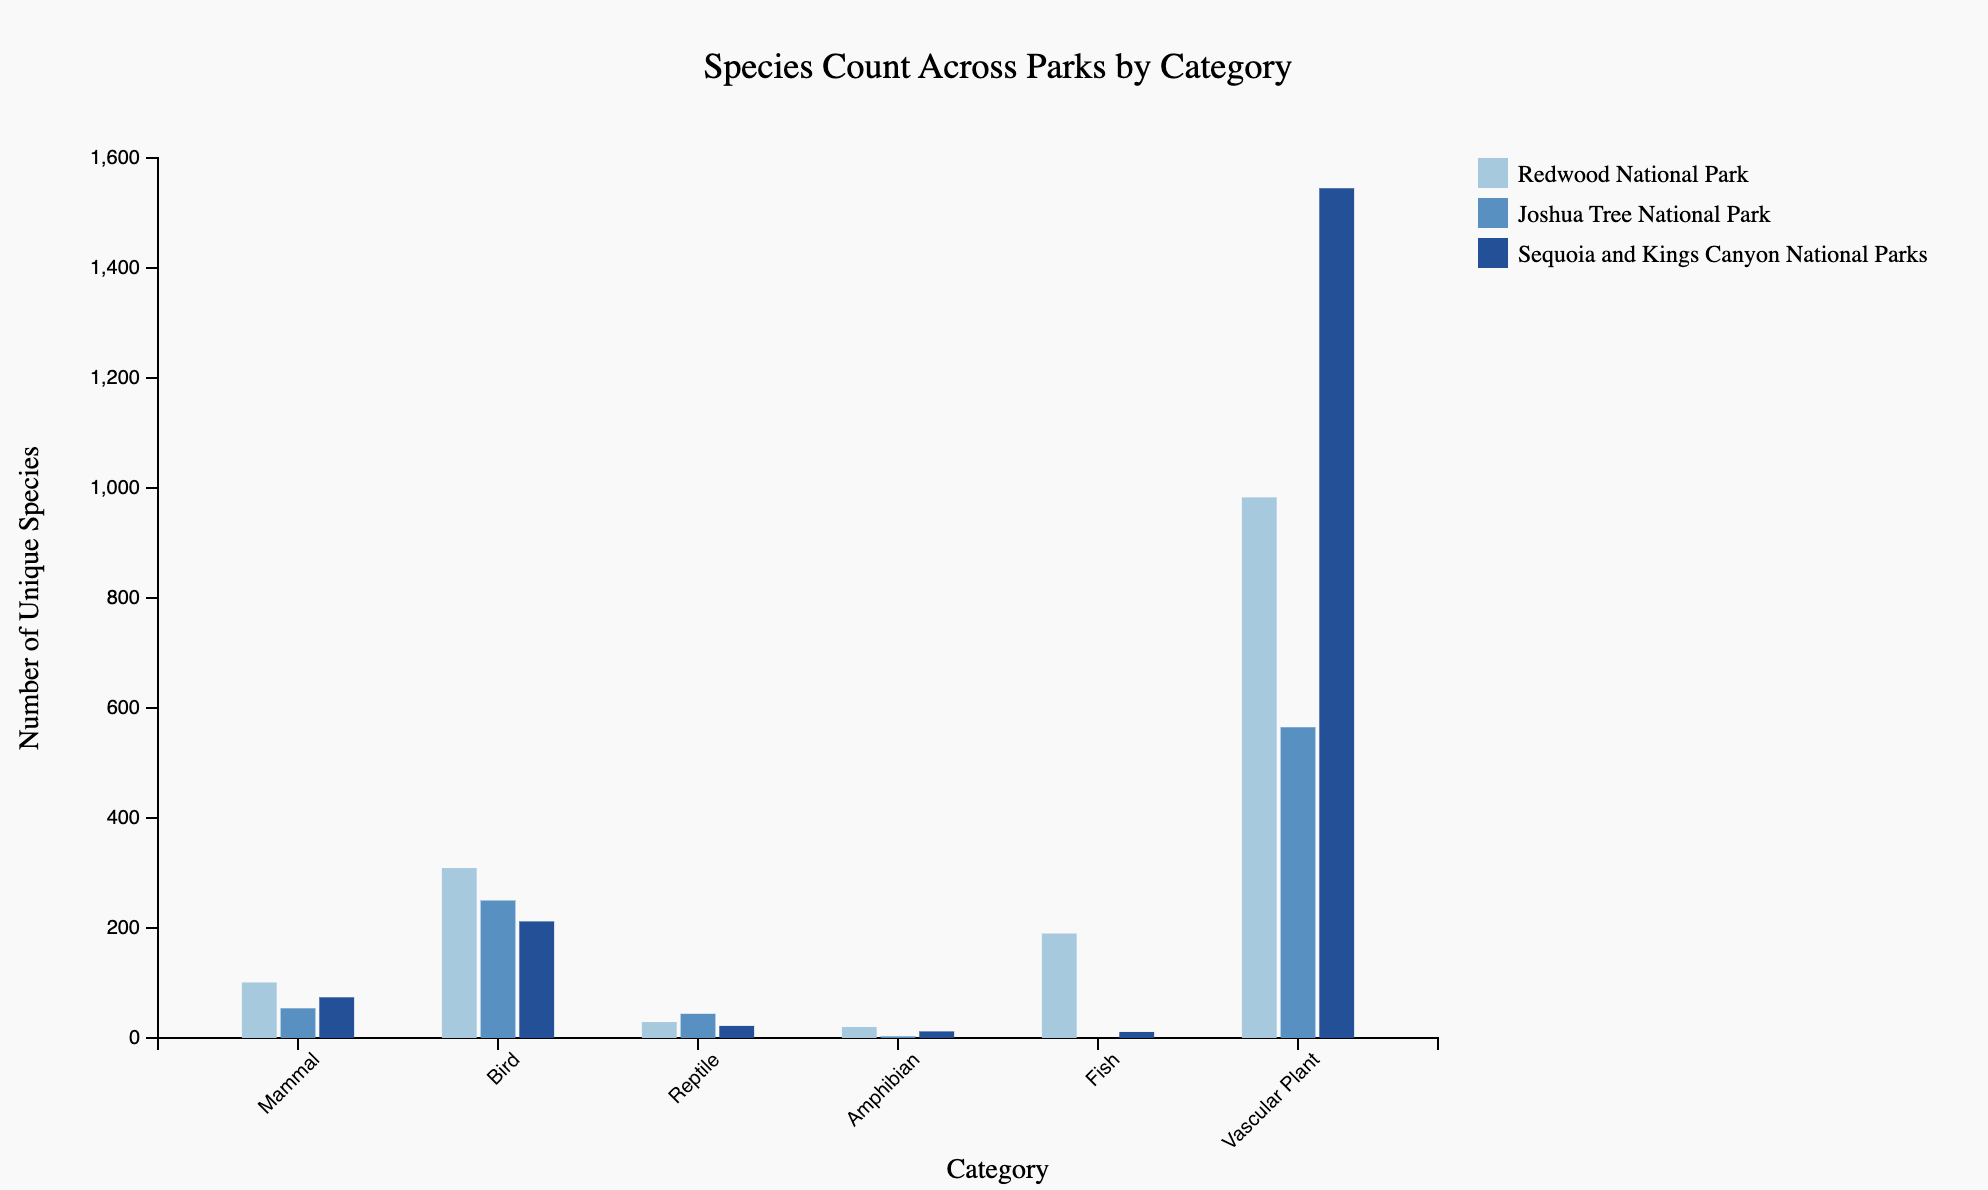 Species Count Across Parks by Category
1,600
1,400
1,200
1,000
800
600
400
200
0
Number of Unique Species
Mammal
Bird
Reptile
Amphibian
Fish
Vascular Plant
Category
Redwood National Park
Joshua Tree National Park
Sequoia and Kings Canyon National Parks